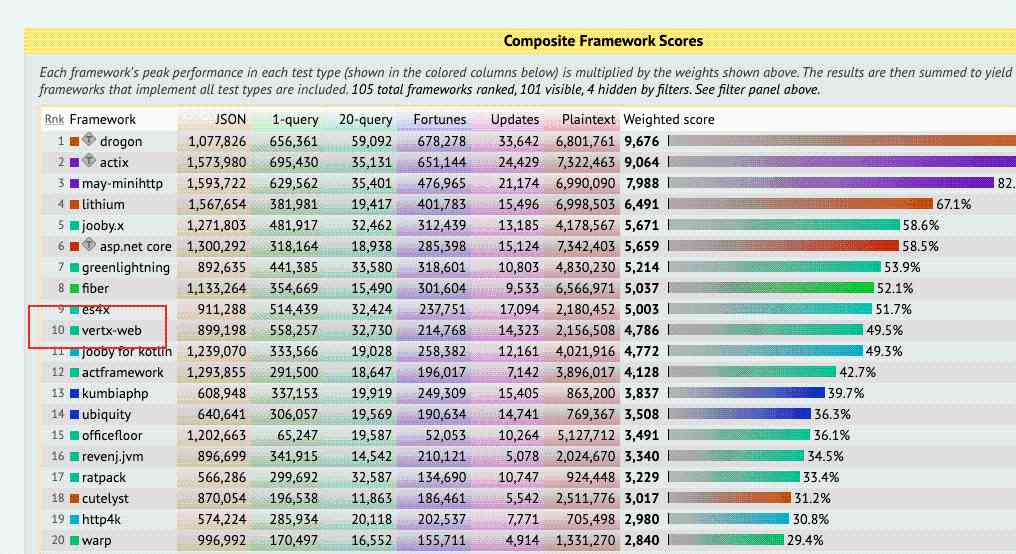 Composite Framework Scores
Each framework's peak performance in each test type (shown in the colored columns below) is multiplied by the weights shown above. The results are then summed to yield
frameworks that implement all test types are included. 105 total frameworks ranked, 101 visible, 4 hidden by filters. See filter panel above.
Rnk Framework JSON 1-query 20-query Fortunes Updates Plaintext Weighted score
1 T drogon 1,077,826 656,361 59,092 678,278 33,642 6,801,761 9,676
2 T actix 1,573,980 695,430 35,131 651,144 24,429 7,322,463 9,064
3 may-minihttp 1,593,722 629,562 35,401 476,965 21,174 6,990,090 7,988 82.
4 lithium 1,567,654 381,981 19,417 401,783 15,496 6,998,503 6,491 67.1%
5 jooby.x 1,271,803 481,917 32,462 312,439 13,185 4,178,567 5,671 58.6%
6 T asp.net core 1,300,292 318,164 18,938 285,398 15,124 7,342,403 5,659 58.5%
7 greenlightning 892,635 441,385 33,580 318,601 10,803 4,830,230 5,214 53.9%
8 fiber 1,133,264 354,669 15,490 301,604 9,533 6,566,971 5,037 52.1%
9 es4x 911,288 514,439 32,424 237,751 17,094 2,180,452 5,003 51.7%
10 vertx-web 899,198 558,257 32,730 214,768 14,323 2,156,508 4,786 49.5%
11 jooby for kotlin 1,239,070 333,566 19,028 258,382 12,161 4,021,916 4,772 49.3%
12 actframework 1,293,855 291,500 18,647 196,017 7,142 3,896,017 4,128 42.7%
13 kumbiaphp 608,948 337,153 19,919 249,309 15,405 863,200 3,837 39.7%
14 ubiquity 640,641 306,057 19,569 190,634 14,741 769,367 3,508 36.3%
15 officefloor 1,202,663 65,247 19,587 52,053 10,264 5,127,712 3,491 36.1%
16 revenj.jvm 896,699 341,915 14,542 210,121 5,078 2,024,670 3,340 34.5%
17 ratpack 566,286 299,692 32,587 134,690 10,747 924,448 3,229 33.4%
18 cutelyst 870,054 196,538 11,863 186,461 5,542 2,511,776 3,017 31.2%
19 http4k 574,224 285,934 20,118 202,537 7,771 705,498 2,980 30.8%
20 warp 996,992 170,497 16,552 155,711 4,914 1,331,270 2,840 29.4%